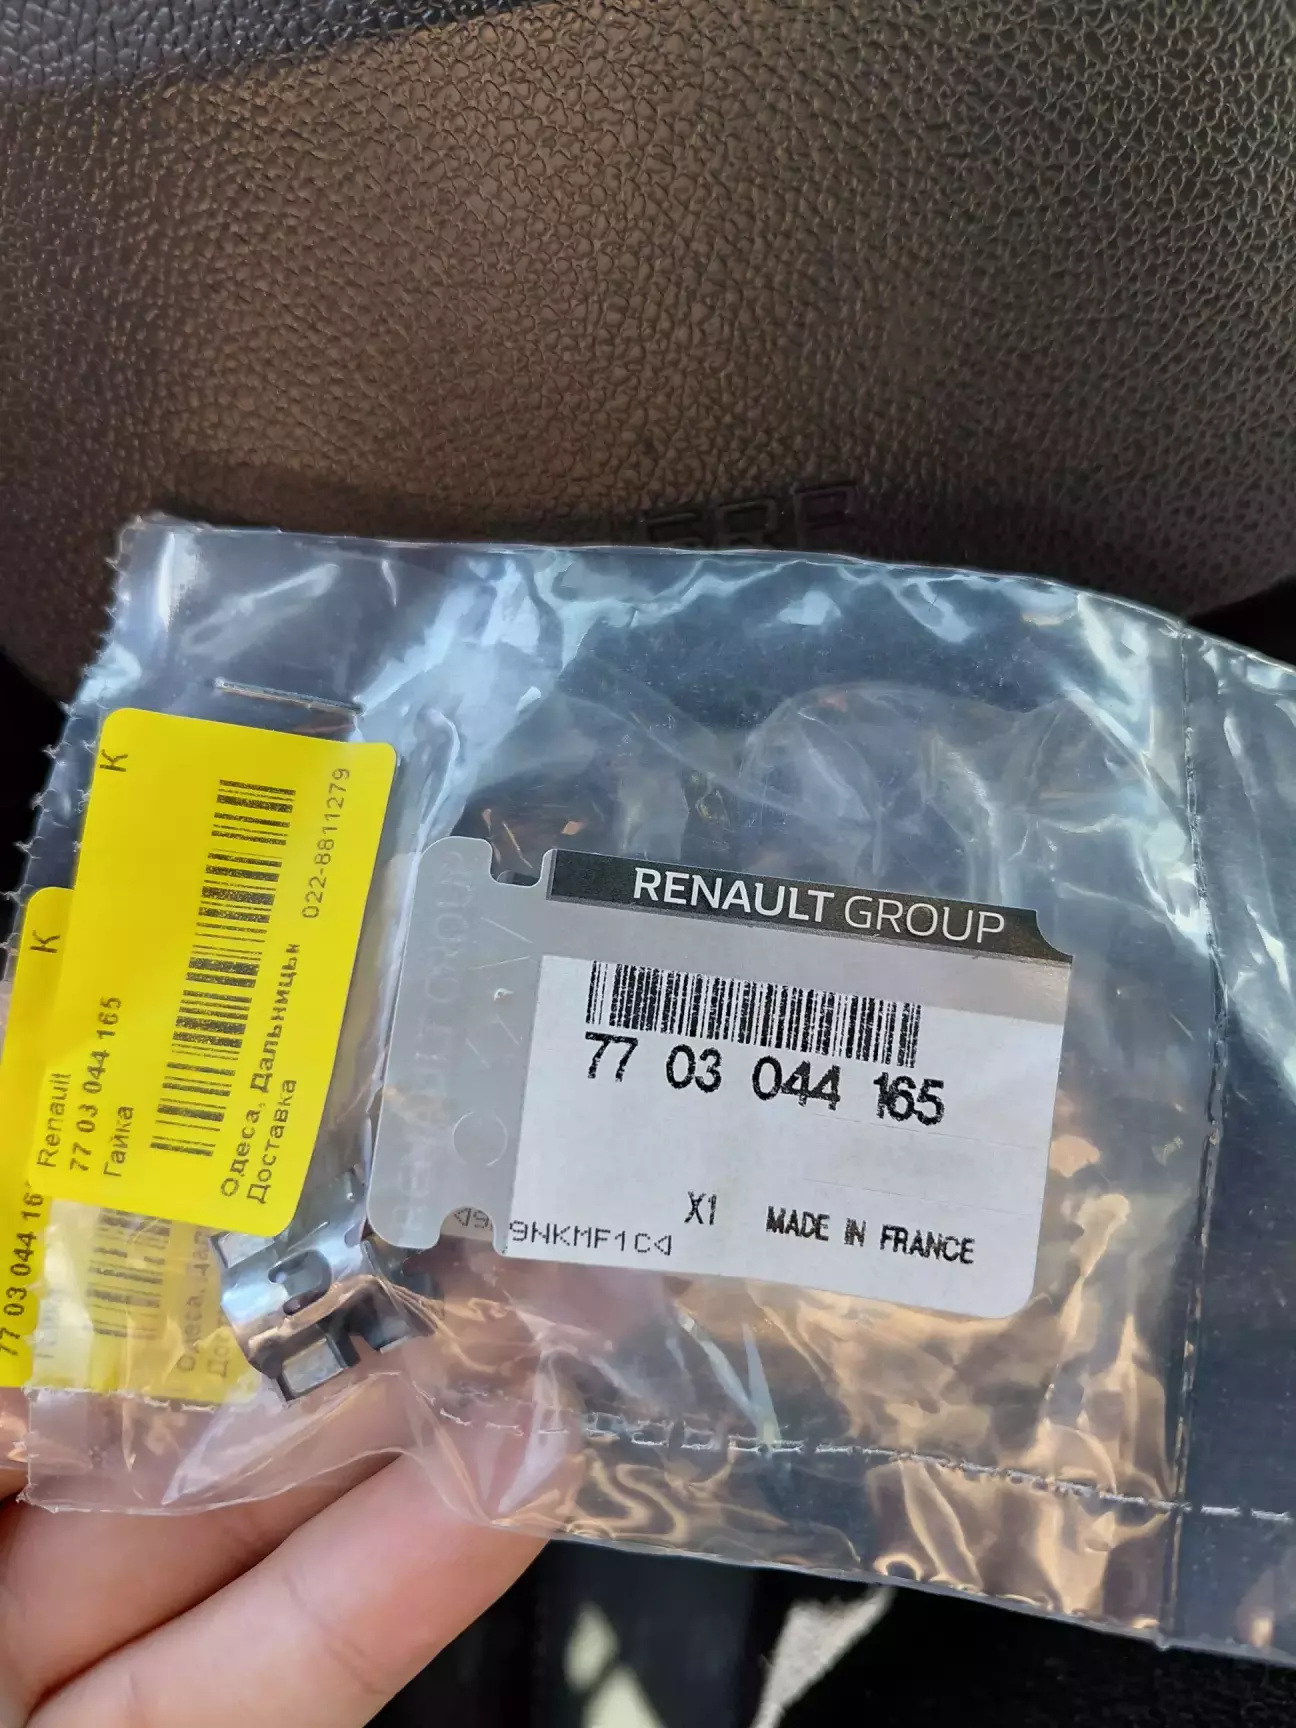 RENAULT GROUP
77 03 044 165
X1 MADE IN FRANCE
9NKMF1C
K
022-8811279
Одеса, Дальницьк
Доставка
Renault
77 03 044 165
Гайка
K
77 03 044 16